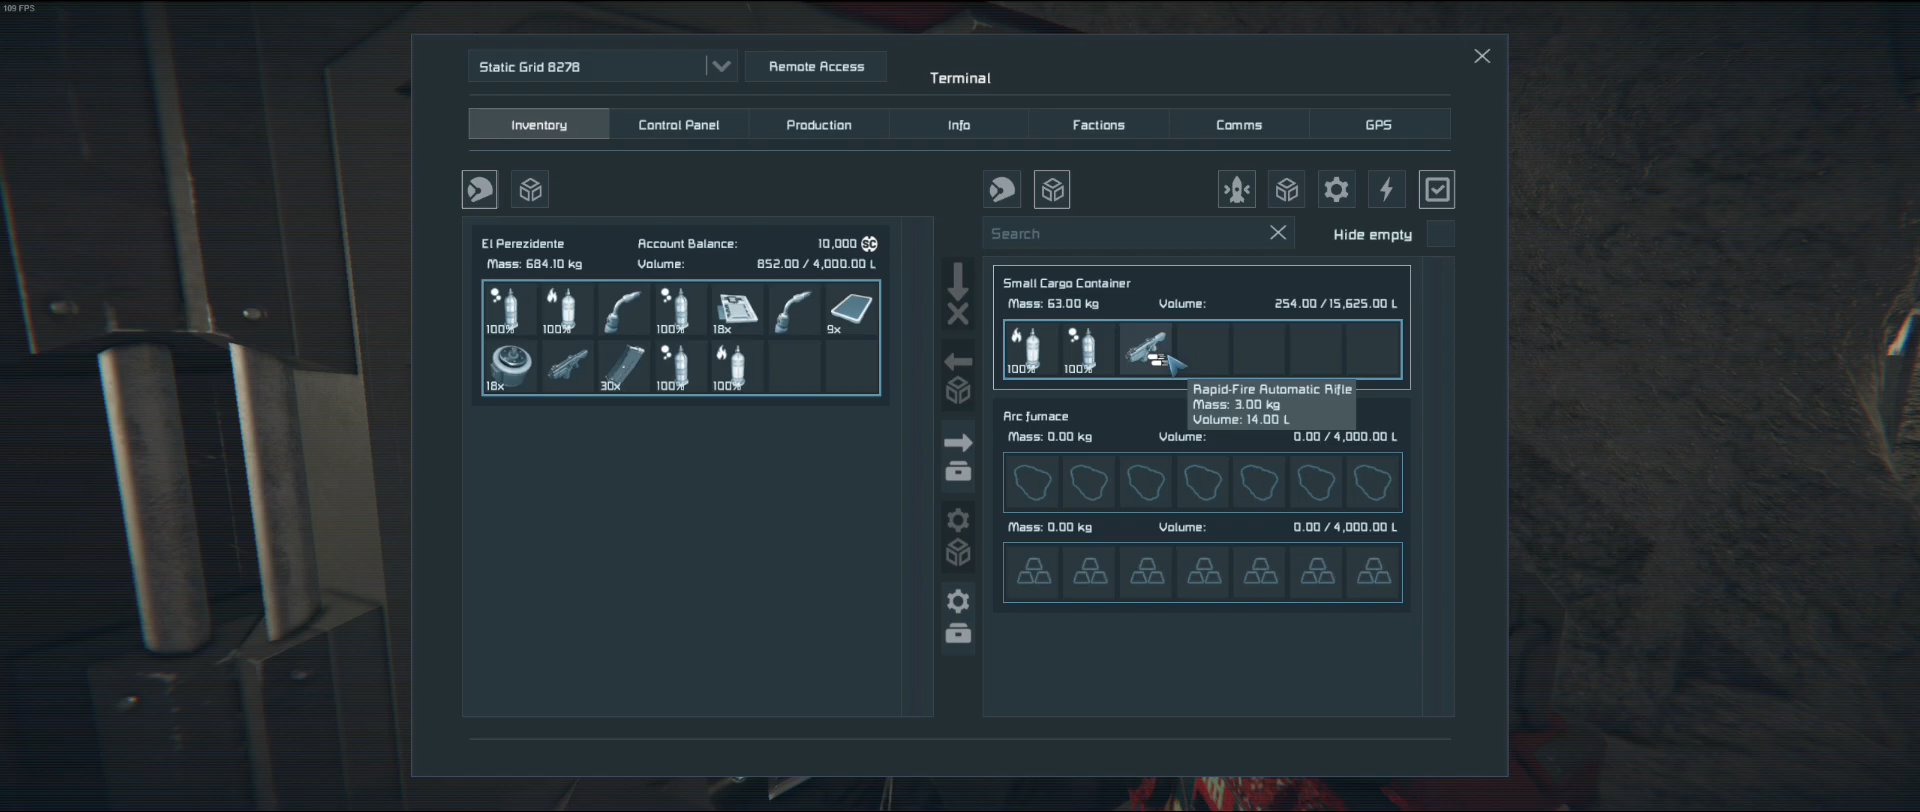 109 FPS
Static Grid 8278
Remote Access
Terminal
Inventory
Control Panel
Production
Info
Factions
Comms
GPS
El Perezidente
Account Balance:
10,000 SC
Mass: 684.10 kg
Volume:
852.00 / 4,000.00 L
100%
100%
100%
18x
9x
18x
30x
100%
100%
Search
Hide empty
Small Cargo Container
Mass: 63.00 kg
Volume:
254.00 / 15,625.00 L
100%
100%
Rapid-Fire Automatic Rifle
Mass: 3.00 kg
Volume: 14.00 L
Arc furnace
Mass: 0.00 kg
Volume:
0.00 / 4,000.00 L
Mass: 0.00 kg
Volume:
0.00 / 4,000.00 L